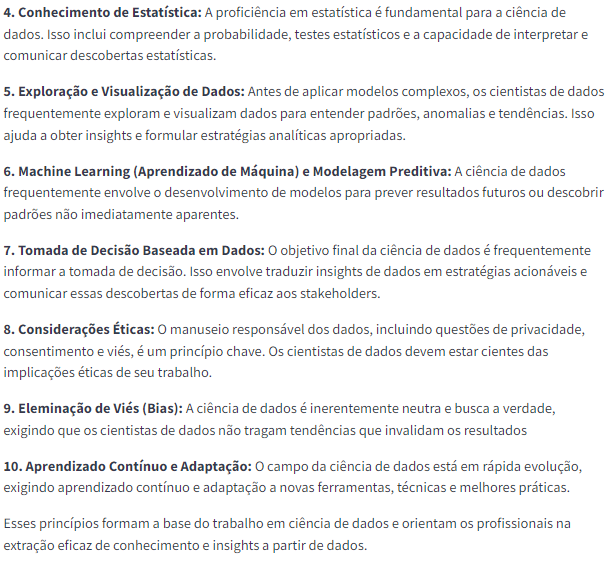 4. Conhecimento de Estatística: A proficiência em estatística é fundamental para a ciência de
dados. Isso inclui compreender a probabilidade, testes estatísticos e a capacidade de interpretar e
comunicar descobertas estatísticas.
5. Exploração e Visualização de Dados: Antes de aplicar modelos complexos, os cientistas de dados
frequentemente exploram e visualizam dados para entender padrões, anomalias e tendências. Isso
ajuda a obter insights e formular estratégias analíticas apropriadas.
6. Machine Learning (Aprendizado de Máquina) e Modelagem Preditiva: A ciência de dados
frequentemente envolve o desenvolvimento de modelos para prever resultados futuros ou descobrir
padrões não imediatamente aparentes.
7. Tomada de Decisão Baseada em Dados: O objetivo final da ciência de dados é frequentemente
informar a tomada de decisão. Isso envolve traduzir insights de dados em estratégias acionáveis e
comunicar essas descobertas de forma eficaz aos stakeholders.
8. Considerações Éticas: O manuseio responsável dos dados, incluindo questões de privacidade,
consentimento e viés, é um princípio chave. Os cientistas de dados devem estar cientes das
implicações éticas de seu trabalho.
9. Eleminação de Viés (Bias): A ciência de dados é inerentemente neutra e busca a verdade,
exigindo que os cientistas de dados não tragam tendências que invalidam os resultados
10. Aprendizado Contínuo e Adaptação: O campo da ciência de dados está em rápida evolução,
exigindo aprendizado contínuo e adaptação a novas ferramentas, técnicas e melhores práticas.
Esses princípios formam a base do trabalho em ciência de dados e orientam os profissionais na
extração eficaz de conhecimento e insights a partir de dados.